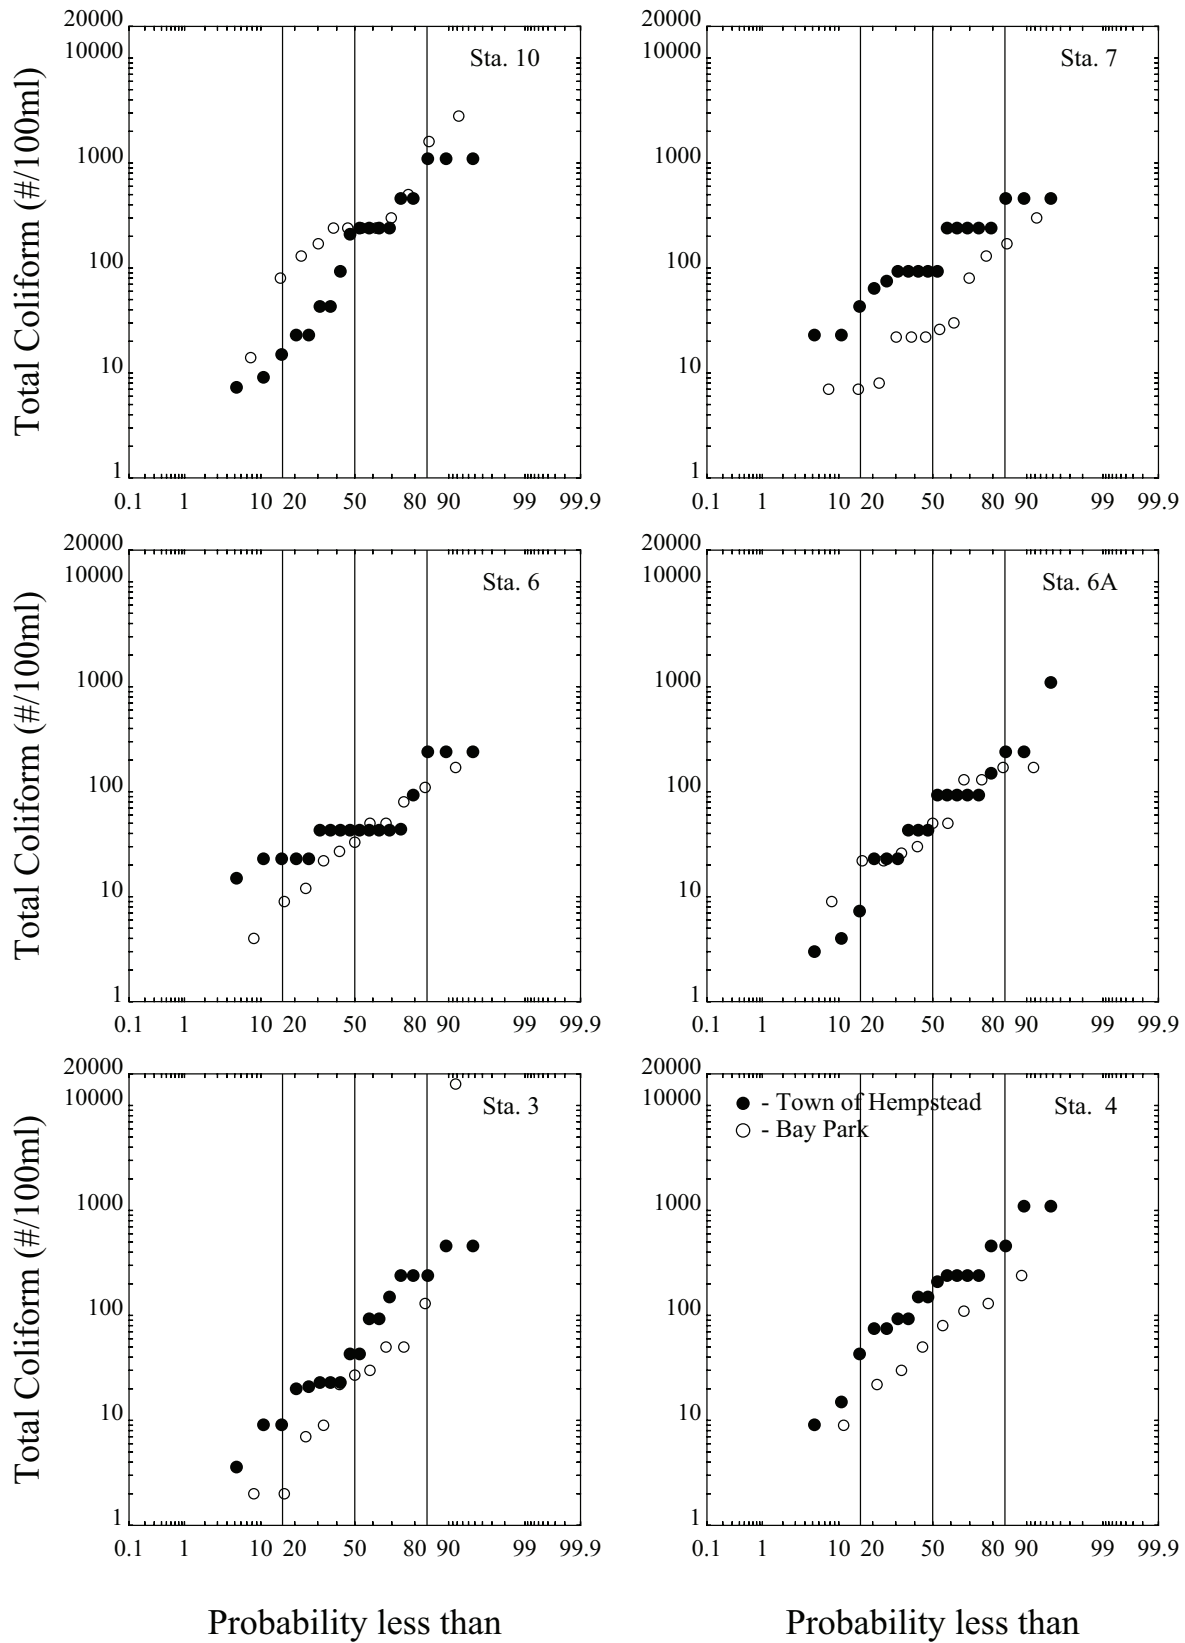 20000
10000
1000
100
10
1
Total Coliform (#/100ml)
Sta. 10
0.1 1 10 20 50 80 90 99 99.9
20000
10000
1000
100
10
1
Sta. 7
0.1 1 10 20 50 80 90 99 99.9
20000
10000
1000
100
10
1
Total Coliform (#/100ml)
Sta. 6
0.1 1 10 20 50 80 90 99 99.9
20000
10000
1000
100
10
1
Sta. 6A
0.1 1 10 20 50 80 90 99 99.9
20000
10000
1000
100
10
1
Total Coliform (#/100ml)
Sta. 3
0.1 1 10 20 50 80 90 99 99.9
Probability less than
20000
10000
1000
100
10
1
- Town of Hempstead
- Bay Park
Sta. 4
0.1 1 10 20 50 80 90 99 99.9
Probability less than